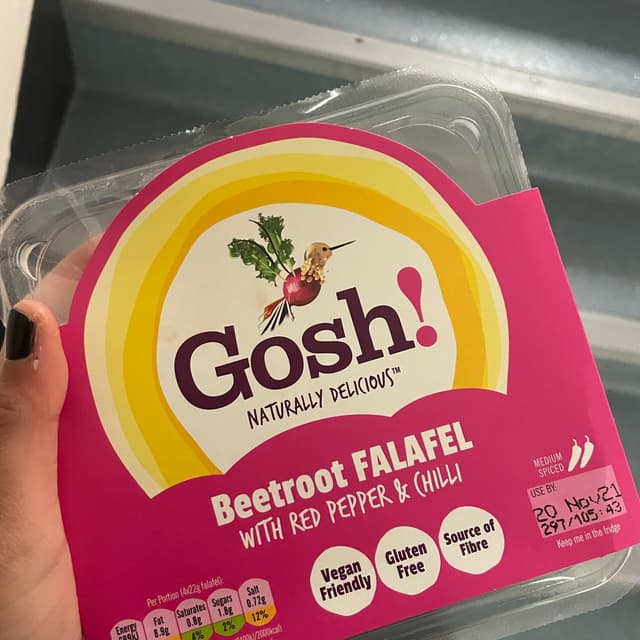 Gosh!
NATURALLY DELICIOUS™
Beetroot FALAFEL
WITH RED PEPPER & CHILLI
MEDIUM
SPICED
USE BY:
20 Nov21
297/105:43
Keep me in the fridge
Vegan
Friendly
Gluten
Free
Source of
Fibre
Per Portion (4x22g falafel):
Energy
Fat
8.9g
Saturates
0.8g
4%
Sugars
1.8g
2%
Salt
0.72g
12%